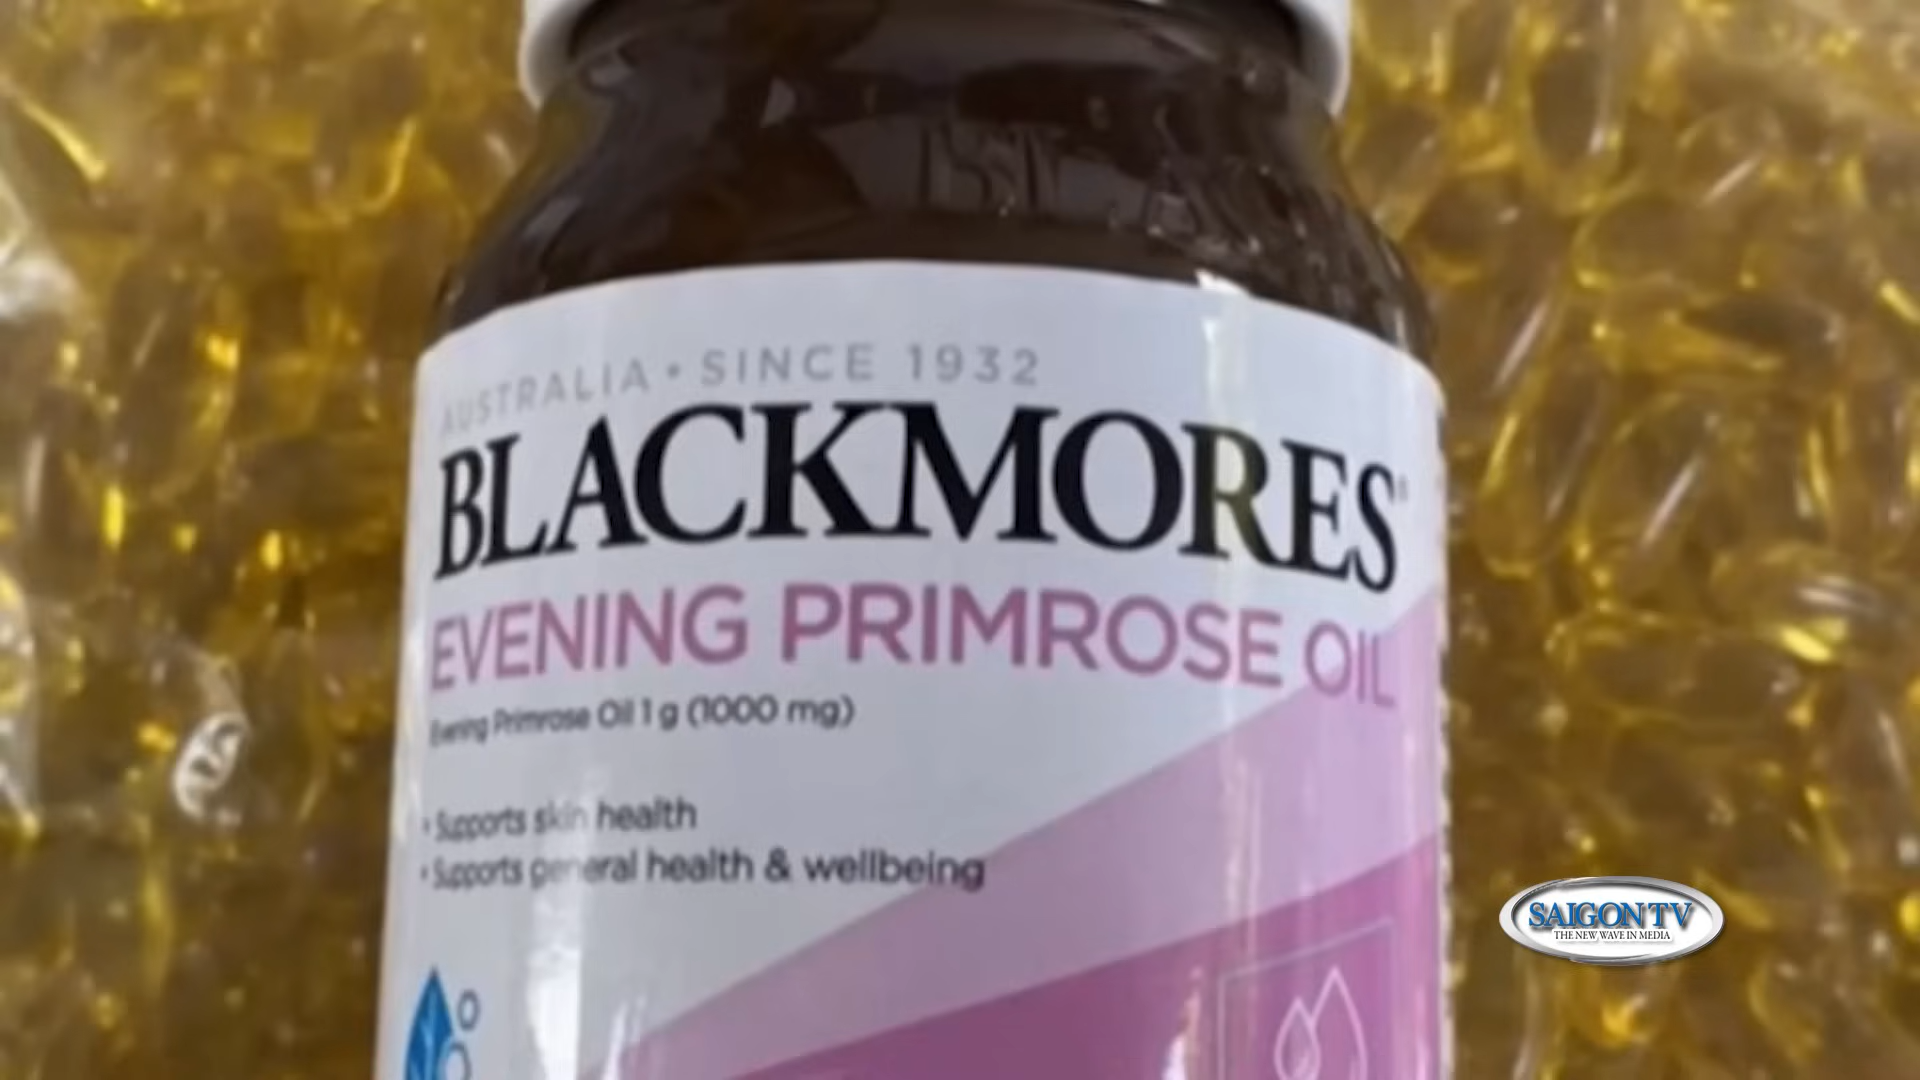 AUSTRALIA • SINCE 1932
BLACKMORES®
EVENING PRIMROSE OIL
Evening Primrose Oil 1 g (1000 mg)
• Supports skin health
• Supports general health & wellbeing
SAIGON TV
THE NEW WAVE IN MEDIA